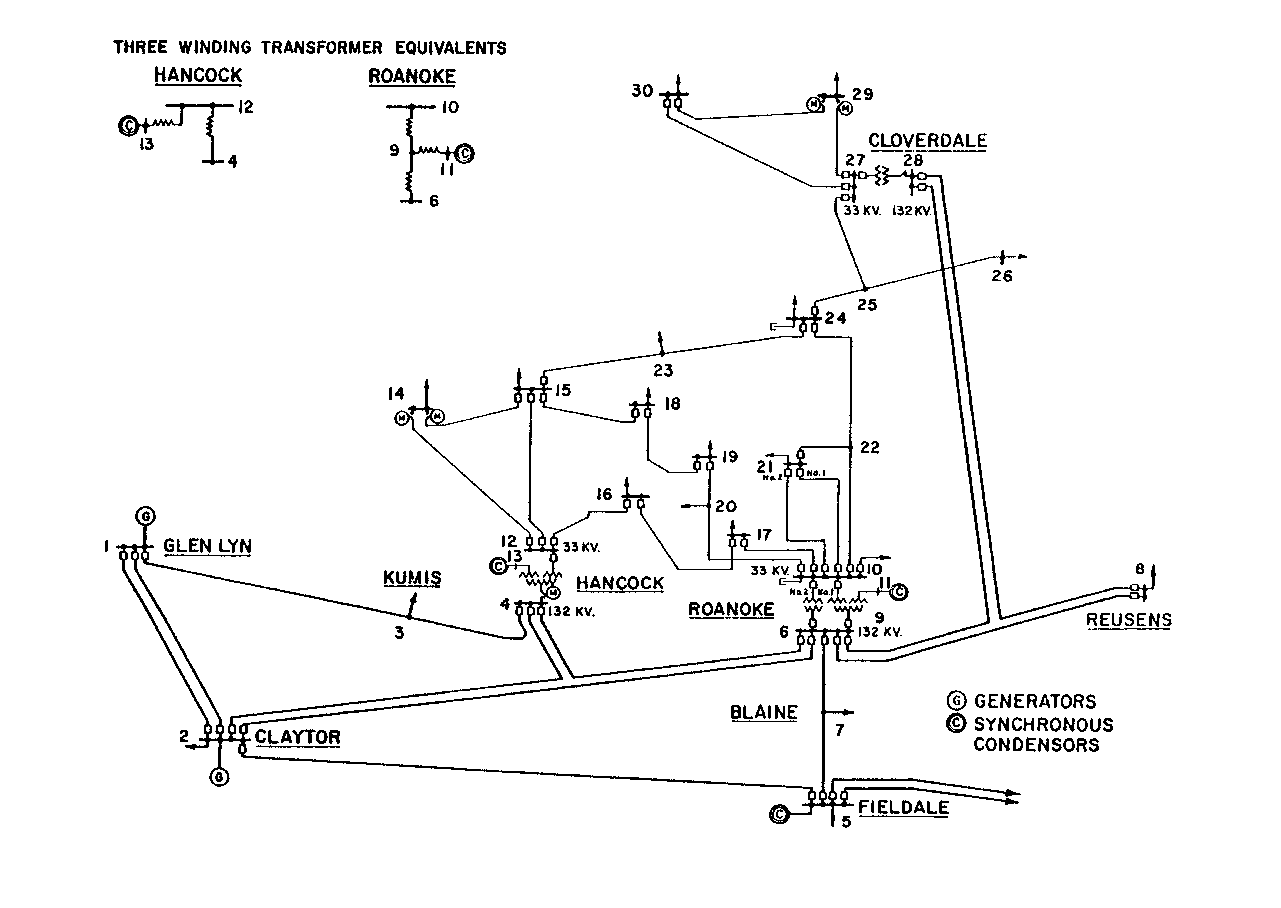 THREE WINDING TRANSFORMER EQUIVALENTS
HANCOCK
ROANOKE
12
C
13
4
10
9
C
11
6
30
29
M
M
CLOVERDALE
27
28
33 KV.
132 KV.
26
25
24
23
14
M
M
15
18
22
19
21
No.2
No.1
16
20
17
G
1
GLEN LYN
12
33 KV.
13
C
HANCOCK
M
4
132 KV.
KUMIS
3
33 KV.
10
No.2
No.1
11
C
ROANOKE
9
6
132 KV.
8
REUSENS
G GENERATORS
C SYNCHRONOUS
CONDENSORS
BLAINE
7
2
CLAYTOR
G
C
5
FIELDALE